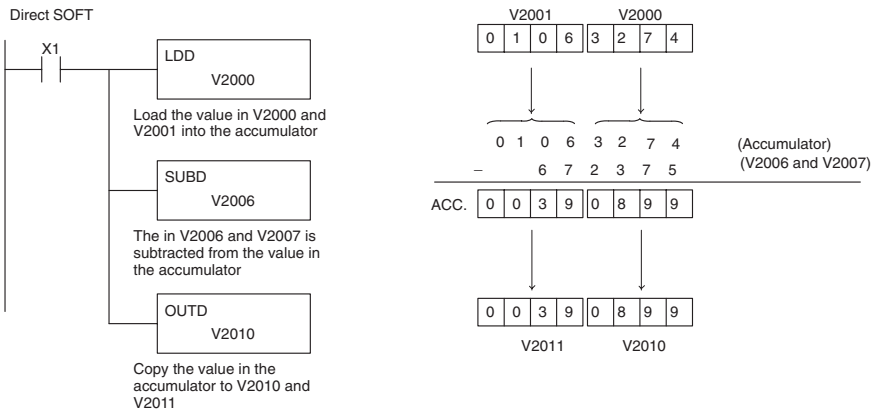 Direct SOFT
X1
LDD
V2000
Load the value in V2000 and
V2001 into the accumulator
SUBD
V2006
The in V2006 and V2007 is
subtracted from the value in
the accumulator
OUTD
V2010
Copy the value in the
accumulator to V2010 and
V2011
V2001 V2000
0 1 0 6 3 2 7 4
0 1 0 6 3 2 7 4 (Accumulator)
– 6 7 2 3 7 5 (V2006 and V2007)
ACC. 0 0 3 9 0 8 9 9
0 0 3 9 0 8 9 9
V2011 V2010